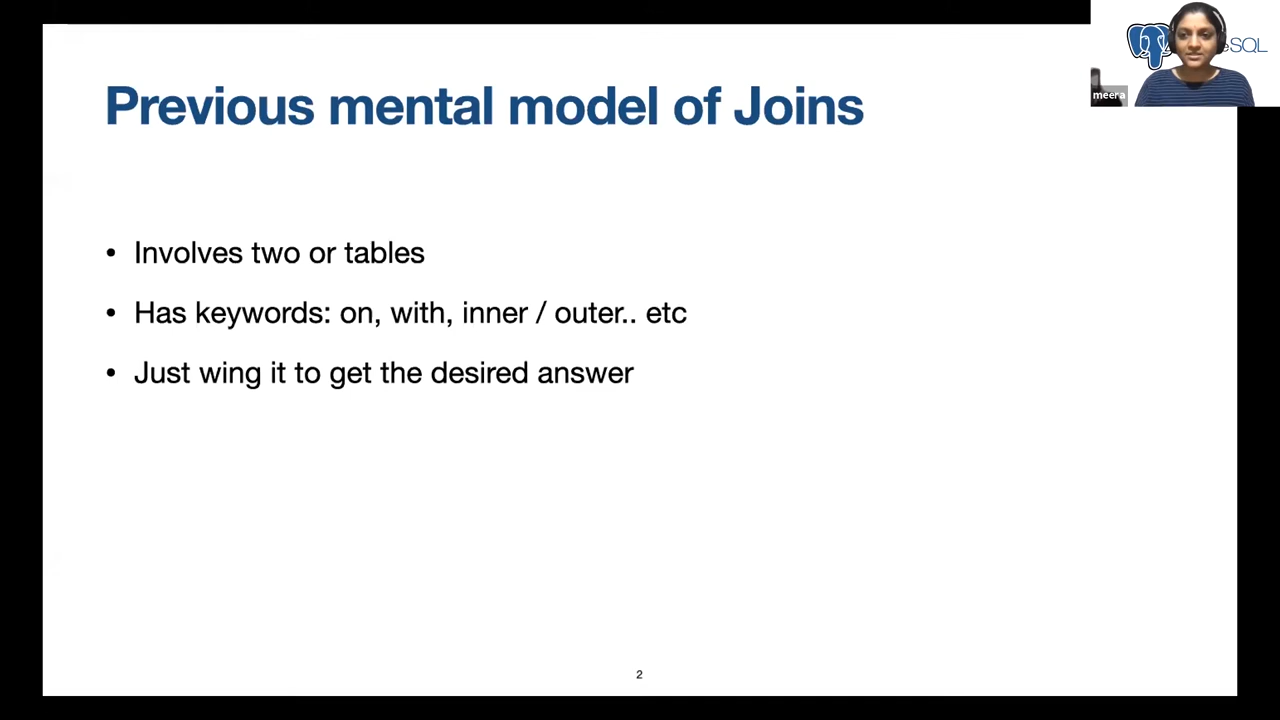 Previous mental model of Joins
• Involves two or tables
• Has keywords: on, with, inner / outer.. etc
• Just wing it to get the desired answer
2
meera
SQL